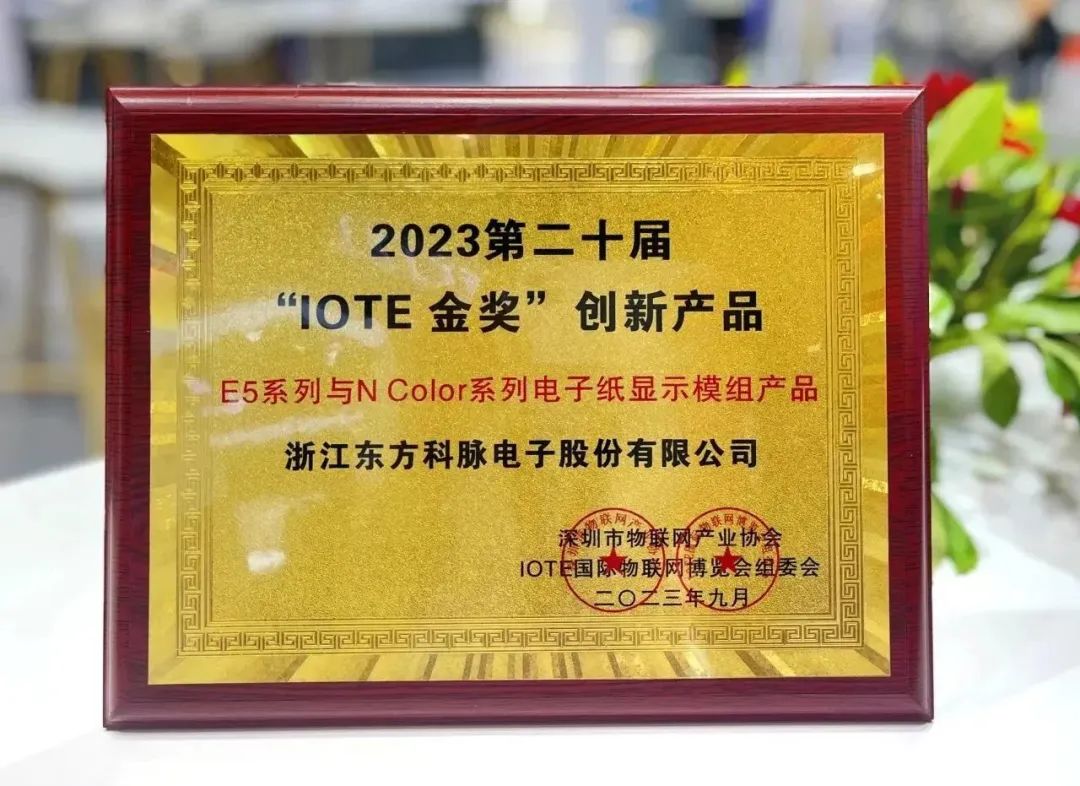 2023第二十届
“IOTE 金奖”创新产品
E5系列与N Color系列电子纸显示模组产品
浙江东方科脉电子股份有限公司
深圳市物联网产业协会
IOTE国际物联网博览会组委会
二〇二三年九月